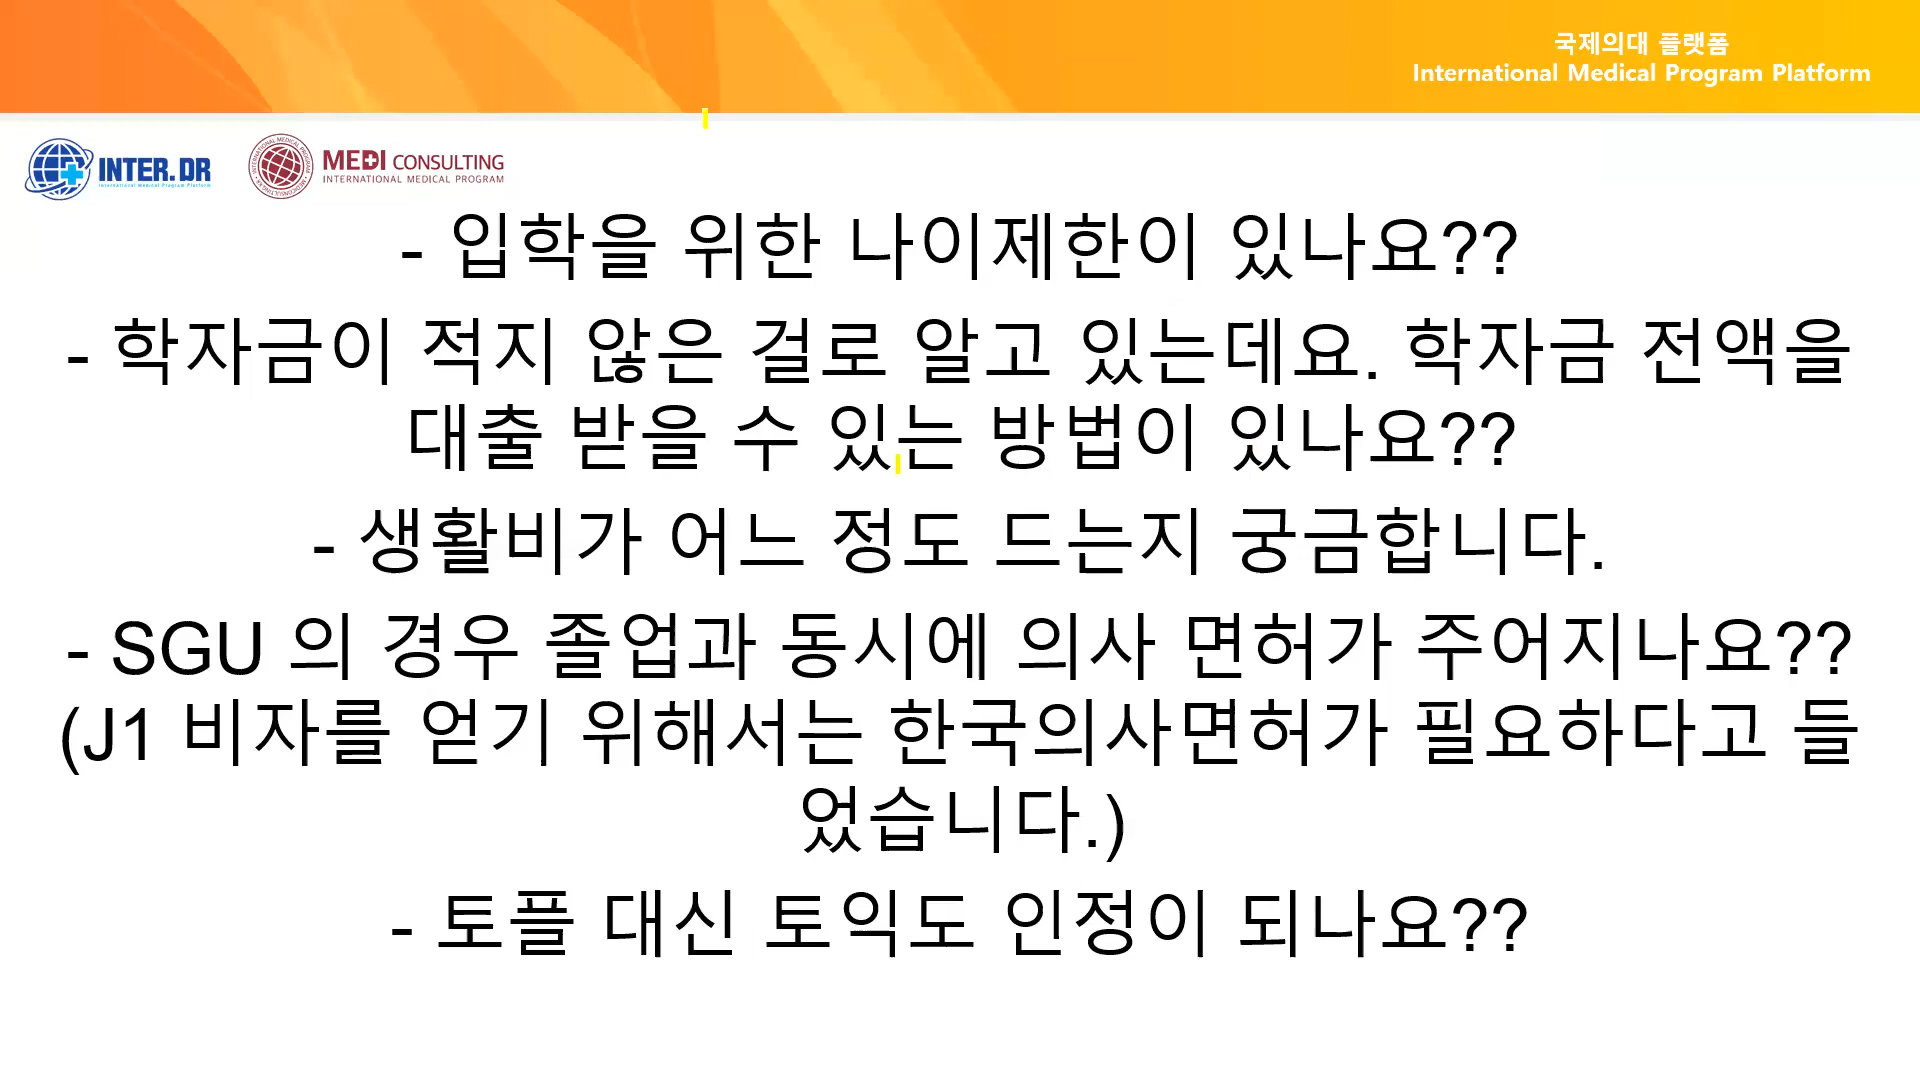 국제의대 플랫폼
International Medical Program Platform
INTER.DR
International Medical Program Platform
MEDI CONSULTING
INTERNATIONAL MEDICAL PROGRAM
- 입학을 위한 나이제한이 있나요??
- 학자금이 적지 않은 걸로 알고 있는데요. 학자금 전액을
대출 받을 수 있는 방법이 있나요??
- 생활비가 어느 정도 드는지 궁금합니다.
- SGU 의 경우 졸업과 동시에 의사 면허가 주어지나요??
(J1 비자를 얻기 위해서는 한국의사면허가 필요하다고 들
었습니다.)
- 토플 대신 토익도 인정이 되나요??